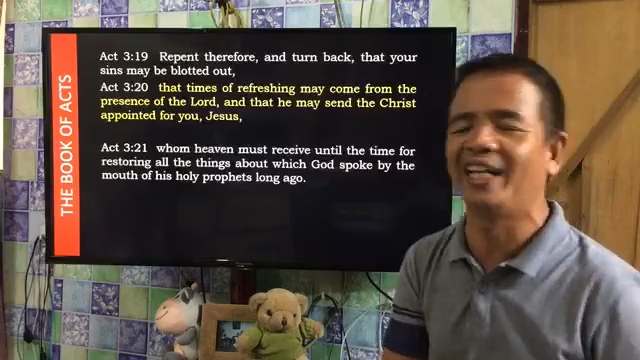 THE BOOK OF ACTS
Act 3:19 Repent therefore, and turn back, that your
sins may be blotted out,
Act 3:20 that times of refreshing may come from the
presence of the Lord, and that he may send the Christ
appointed for you, Jesus,
Act 3:21 whom heaven must receive until the time for
restoring all the things about which God spoke by the
mouth of his holy prophets long ago.